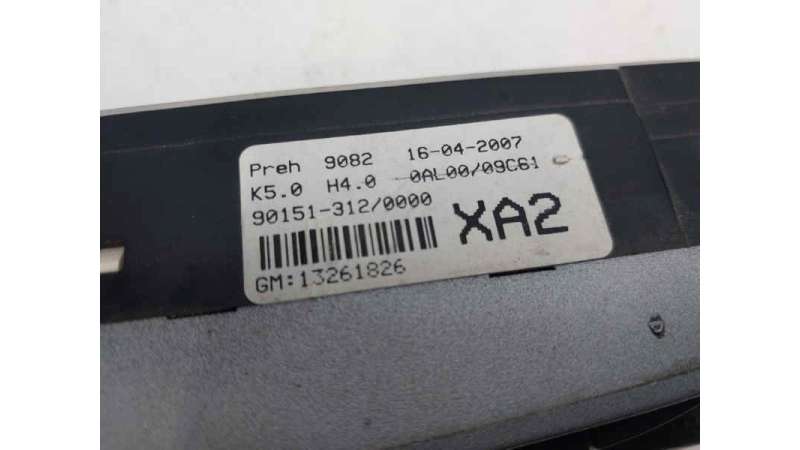 Preh 9082 16-04-2007
K5.0 H4.0 0AL00/09C61
90151-312/0000
XA2
GM:13261826